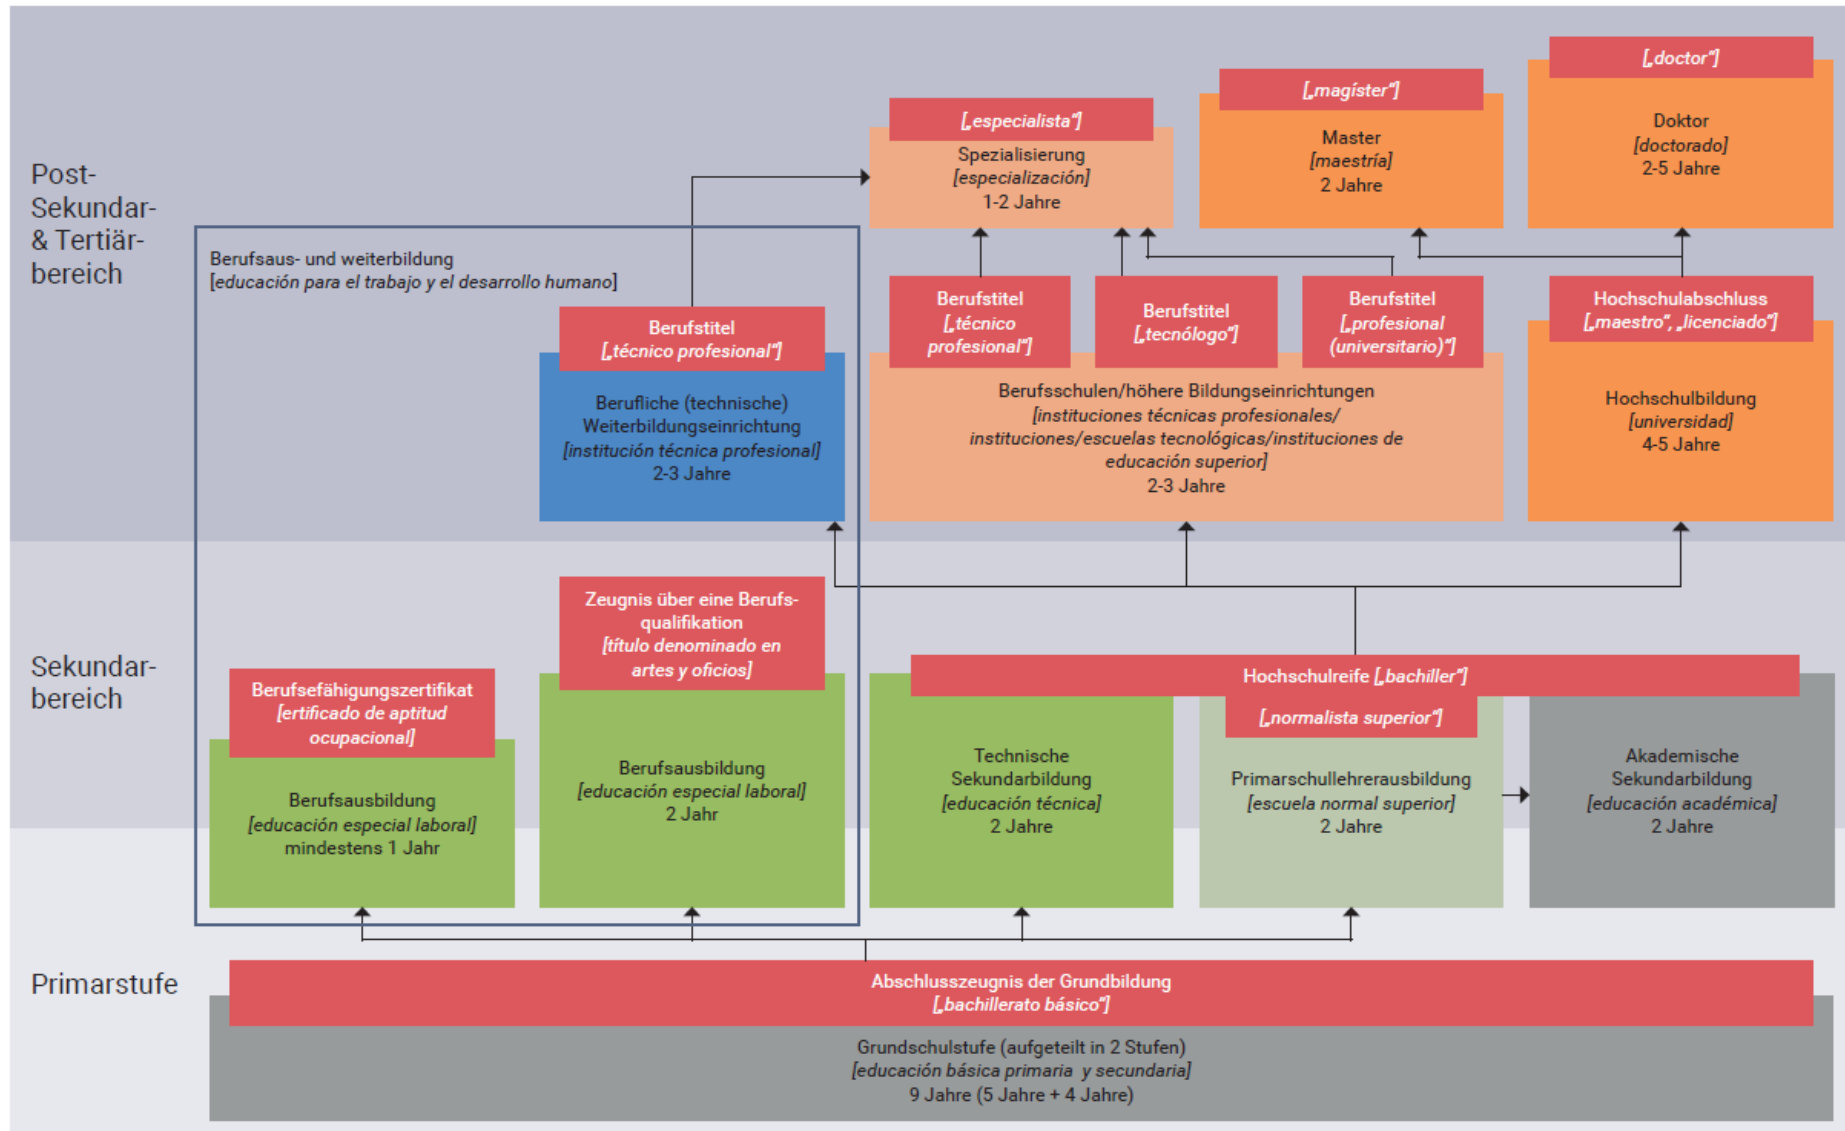 Post-
Sekundar-
& Tertiär-
bereich
[„doctor“]
Doktor
[doctorado]
2-5 Jahre
[„magíster“]
Master
[maestría]
2 Jahre
[„especialista“]
Spezialisierung
[especialización]
1-2 Jahre
Berufsaus- und weiterbildung
[educación para el trabajo y el desarrollo humano]
Berufstitel
[„técnico profesional“]
Berufliche (technische)
Weiterbildungseinrichtung
[institución técnica profesional]
2-3 Jahre
Berufstitel
[„técnico
profesional“]
Berufstitel
[„tecnólogo“]
Berufstitel
[„profesional
(universitario)“]
Berufsschulen/höhere Bildungseinrichtungen
[instituciones técnicas profesionales/
instituciones/escuelas tecnológicas/instituciones de
educación superior]
2-3 Jahre
Hochschulabschluss
[„maestro“, „licenciado“]
Hochschulbildung
[universidad]
4-5 Jahre
Sekundar-
bereich
Berufsefähigungszertifikat
[ertificado de aptitud
ocupacional]
Berufsausbildung
[educación especial laboral]
mindestens 1 Jahr
Zeugnis über eine Berufs-
qualifikation
[título denominado en
artes y oficios]
Berufsausbildung
[educación especial laboral]
2 Jahr
Hochschulreife [„bachiller“]
[„normalista superior“]
Technische
Sekundarbildung
[educación técnica]
2 Jahre
Primarschullehrerausbildung
[escuela normal superior]
2 Jahre
Akademische
Sekundarbildung
[educación académica]
2 Jahre
Primarstufe
Abschlusszeugnis der Grundbildung
[„bachillerato básico“]
Grundschulstufe (aufgeteilt in 2 Stufen)
[educación básica primaria y secundaria]
9 Jahre (5 Jahre + 4 Jahre)